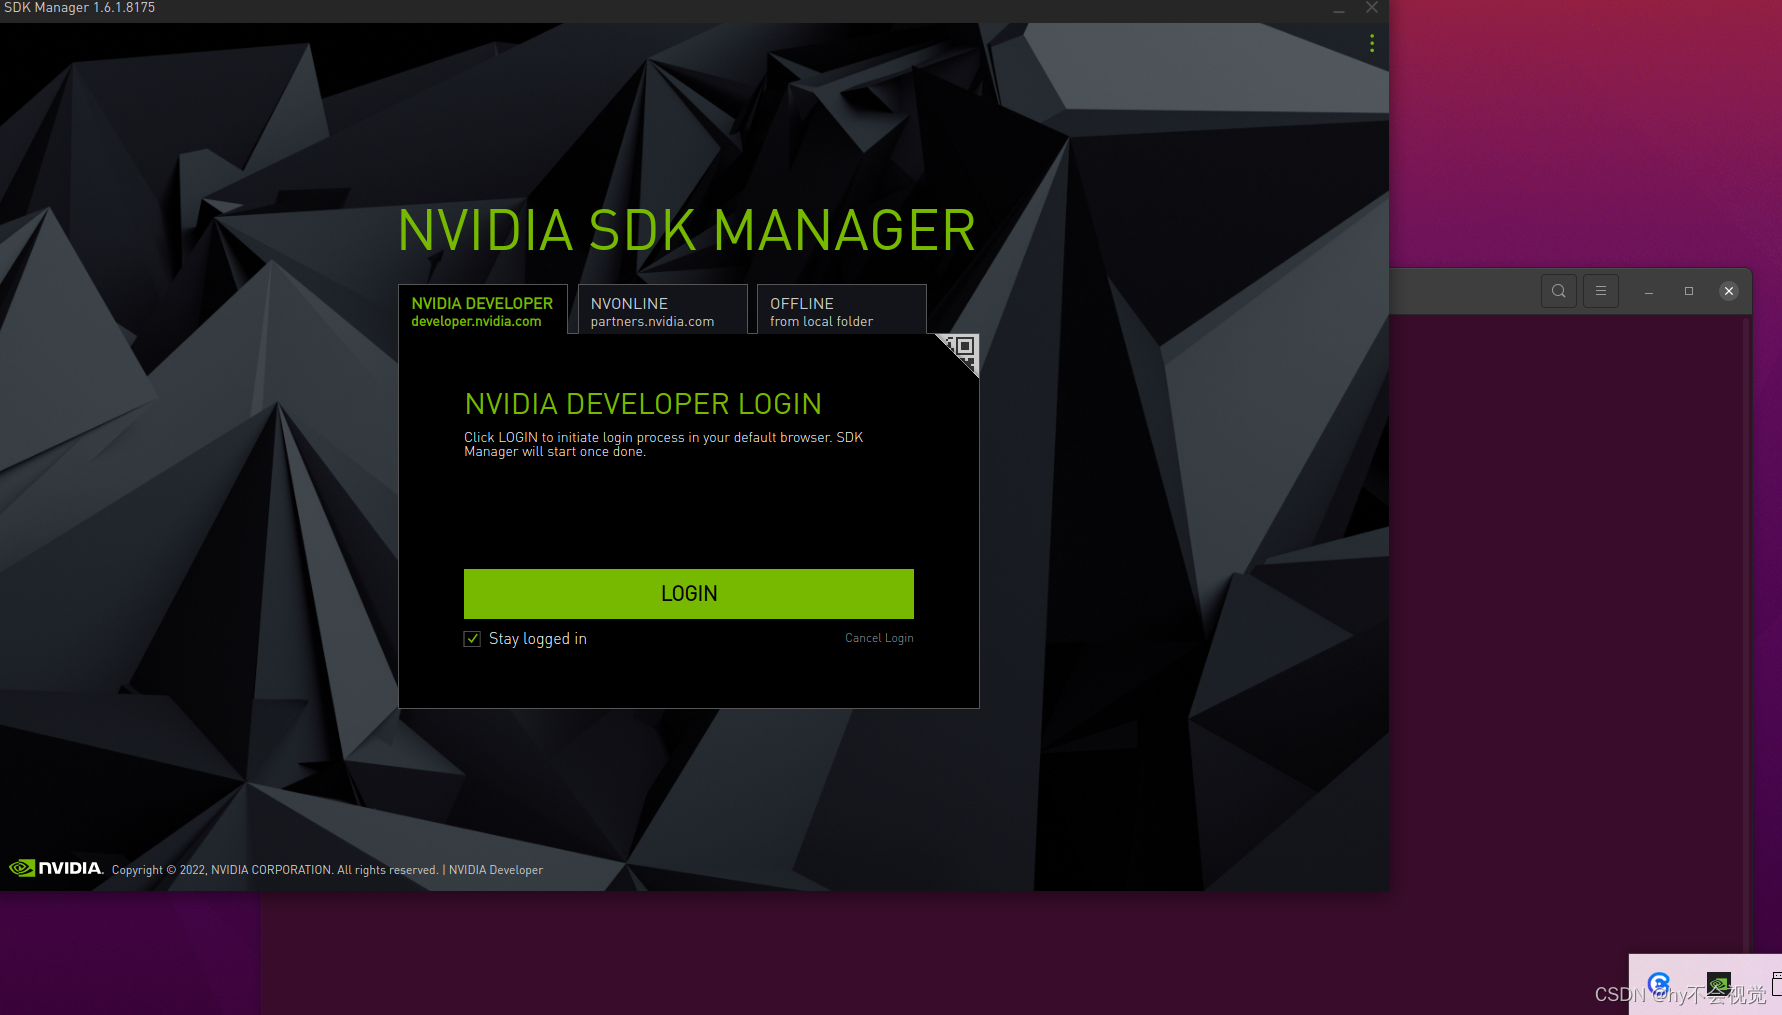 SDK Manager 1.6.1.8175
NVIDIA SDK MANAGER
NVIDIA DEVELOPER
developer.nvidia.com
NVONLINE
partners.nvidia.com
OFFLINE
from local folder
NVIDIA DEVELOPER LOGIN
Click LOGIN to initiate login process in your default browser. SDK
Manager will start once done.
LOGIN
Stay logged in
Cancel Login
NVIDIA. Copyright © 2022, NVIDIA CORPORATION. All rights reserved. | NVIDIA Developer
CSDN @hy不会视觉